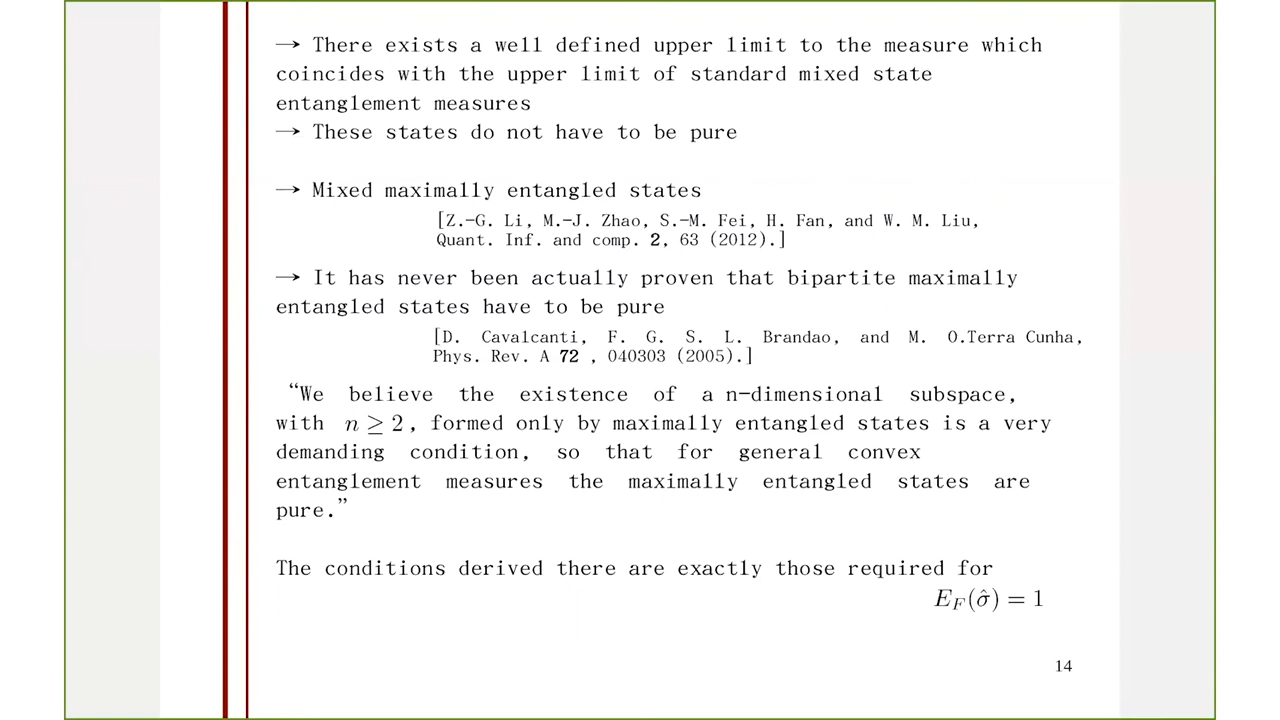 → There exists a well defined upper limit to the measure which
coincides with the upper limit of standard mixed state
entanglement measures
→ These states do not have to be pure
→ Mixed maximally entangled states
[Z.-G. Li, M.-J. Zhao, S.-M. Fei, H. Fan, and W. M. Liu,
Quant. Inf. and comp. 2, 63 (2012).]
→ It has never been actually proven that bipartite maximally
entangled states have to be pure
[D. Cavalcanti, F. G. S. L. Brandao, and M. O.Terra Cunha,
Phys. Rev. A 72 , 040303 (2005).]
“We believe the existence of a n-dimensional subspace,
with n ≥ 2, formed only by maximally entangled states is a very
demanding condition, so that for general convex
entanglement measures the maximally entangled states are
pure.”
The conditions derived there are exactly those required for
E_F(σ̂) = 1
14